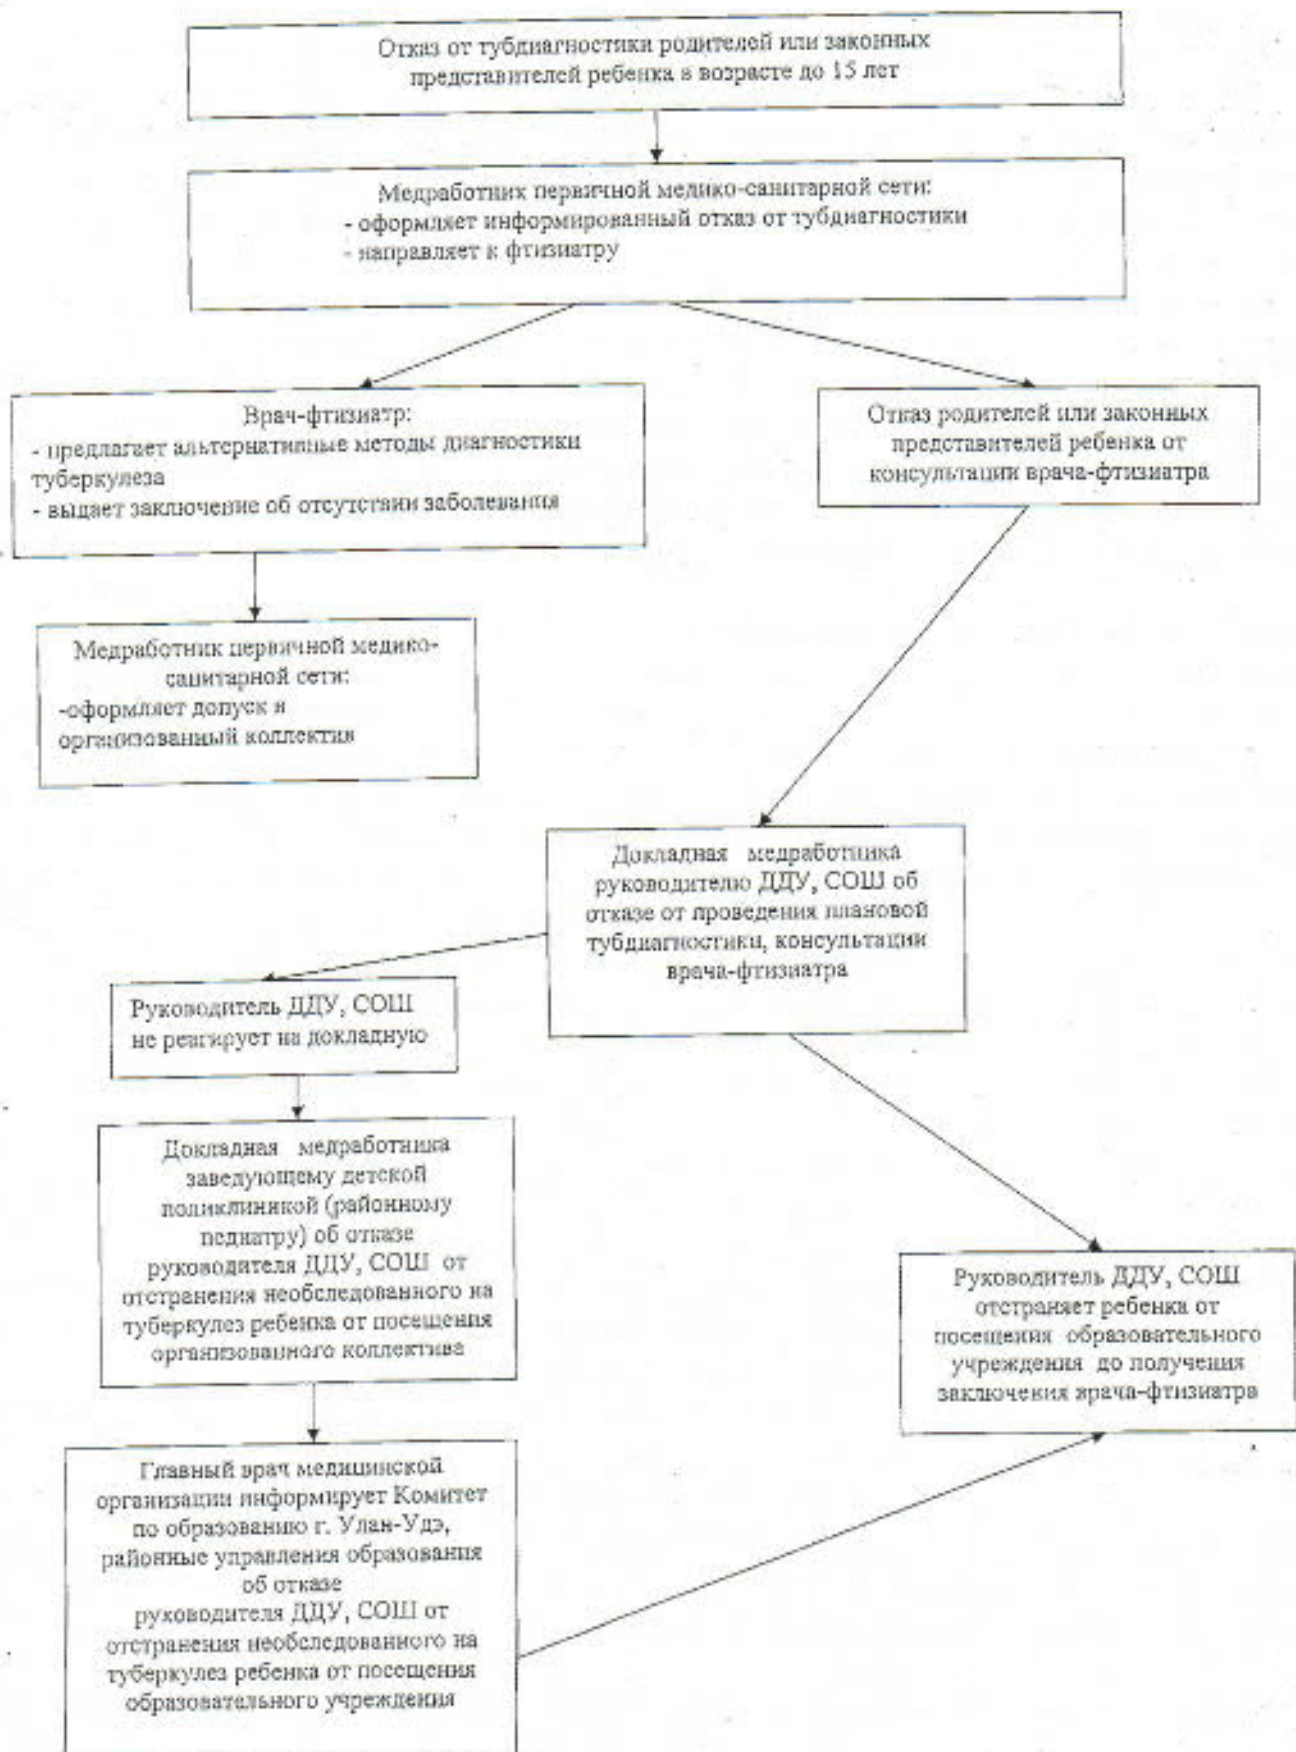 Отказ от тубдиагностики родителей или законных
представителей ребенка в возрасте до 15 лет
Медработник первичной медико-санитарной сети:
- оформляет информированный отказ от тубдиагностики
- направляет к фтизиатру
Врач-фтизиатр:
- предлагает альтернативные методы диагностики
туберкулеза
- выдает заключение об отсутствии заболевания
Отказ родителей или законных
представителей ребенка от
консультации врача-фтизиатра
Медработник первичной медико-
санитарной сети:
-оформляет допуск в
организованный коллектив
Докладная медработника
руководителю ДДУ, СОШ об
отказе от проведения плановой
тубдиагностики, консультации
врача-фтизиатра
Руководитель ДДУ, СОШ
не реагирует на докладную
Докладная медработника
заведующему детской
поликлиникой (районному
педиатру) об отказе
руководителя ДДУ, СОШ от
отстранения необследованного на
туберкулез ребенка от посещения
организованного коллектива
Руководитель ДДУ, СОШ
отстраняет ребенка от
посещения образовательного
учреждения до получения
заключения врача-фтизиатра
Главный врач медицинской
организации информирует Комитет
по образованию г. Улан-Удэ,
районные управления образования
об отказе
руководителя ДДУ, СОШ от
отстранения необследованного на
туберкулез ребенка от посещения
образовательного учреждения